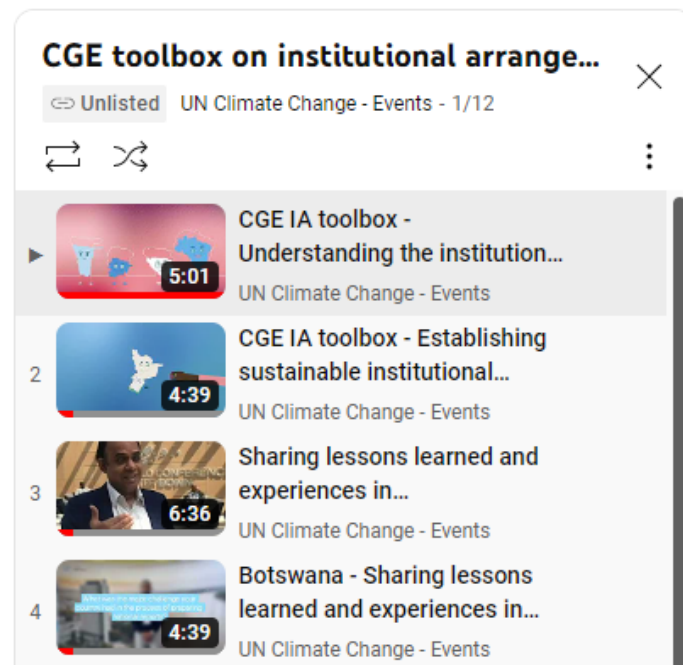 CGE toolbox on institutional arrange...
Unlisted UN Climate Change - Events - 1/12
CGE IA toolbox -
Understanding the institution...
UN Climate Change - Events
5:01
2
CGE IA toolbox - Establishing
sustainable institutional...
UN Climate Change - Events
4:39
3
Sharing lessons learned and
experiences in...
UN Climate Change - Events
6:36
4
Botswana - Sharing lessons
learned and experiences in...
UN Climate Change - Events
4:39